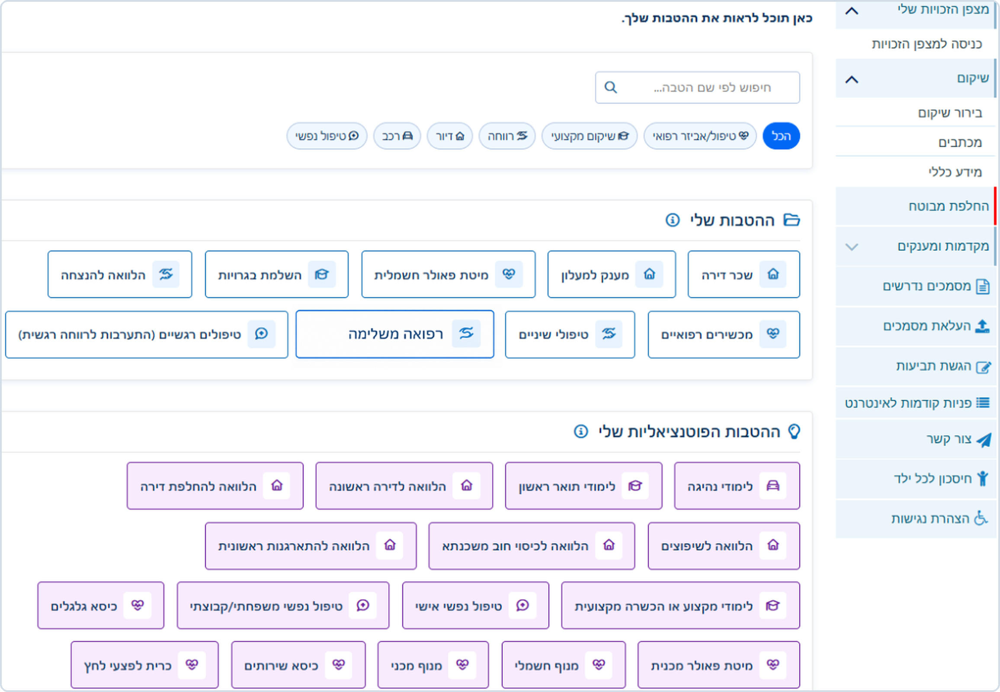 מצפן הזכויות שלי
כניסה למצפן הזכויות
שיקום
בירור שיקום
מכתבים
מידע כללי
החלפת מבוטח
מקדמות ומענקים
מסמכים נדרשים
העלאת מסמכים
הגשת תביעות
פניות קודמות לאינטרנט
צור קשר
חיסכון לכל ילד
הצהרת נגישות
כאן תוכל לראות את ההטבות שלך.
חיפוש לפי שם הטבה...
הכל טיפול/אביזר רפואי שיקום מקצועי רווחה דיור רכב טיפול נפשי
ההטבות שלי
שכר דירה מענק למעלון מיטת פאולר חשמלית השלמת בגרויות הלוואה להנצחה
מכשירים רפואיים טיפולי שיניים רפואה משלימה טיפולים רגשיים (התערבות לרווחה רגשית)
ההטבות הפוטנציאליות שלי
לימודי נהיגה לימודי תואר ראשון הלוואה לדירה ראשונה הלוואה להחלפת דירה
הלוואה לשיפוצים הלוואה לכיסוי חוב משכנתא הלוואה להתארגנות ראשונית
לימודי מקצוע או הכשרה מקצועית טיפול נפשי אישי טיפול נפשי משפחתי/קבוצתי כיסא גלגלים
מיטת פאולר מכנית מנוף חשמלי מנוף מכני כיסא שירותים כרית לפצעי לחץ